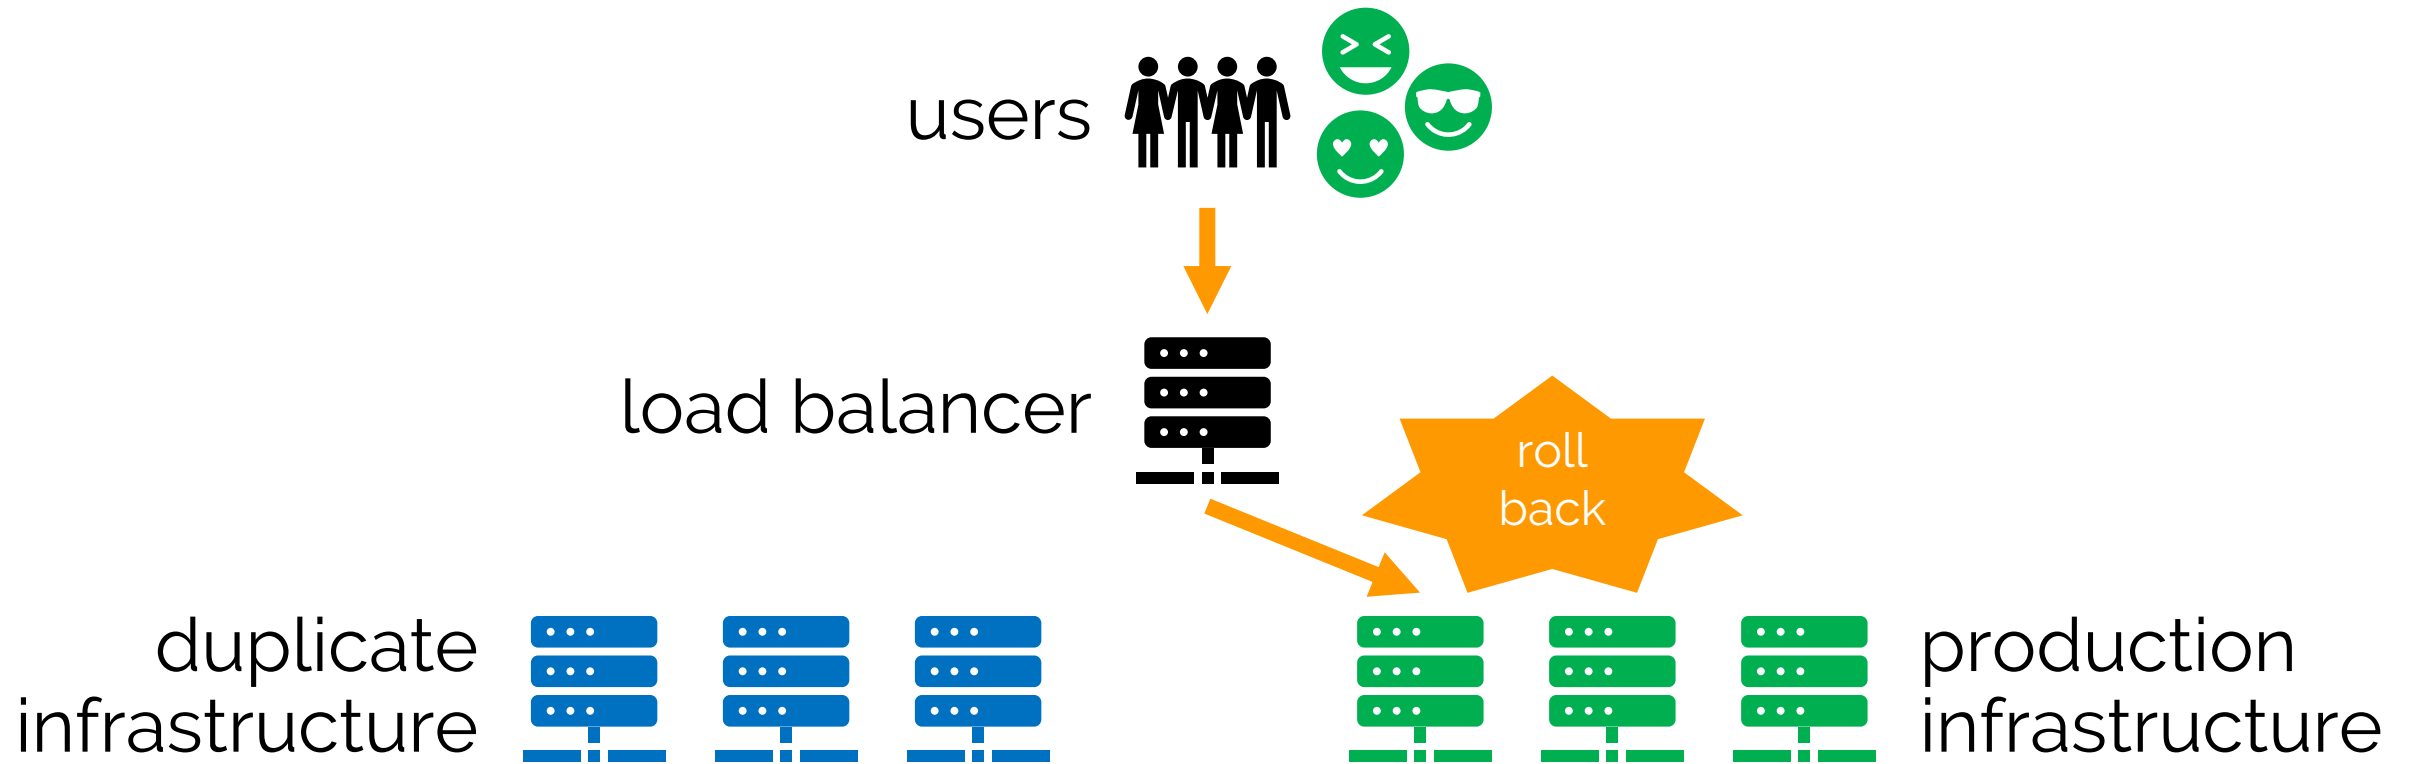 users
load balancer
roll
back
duplicate
infrastructure
production
infrastructure